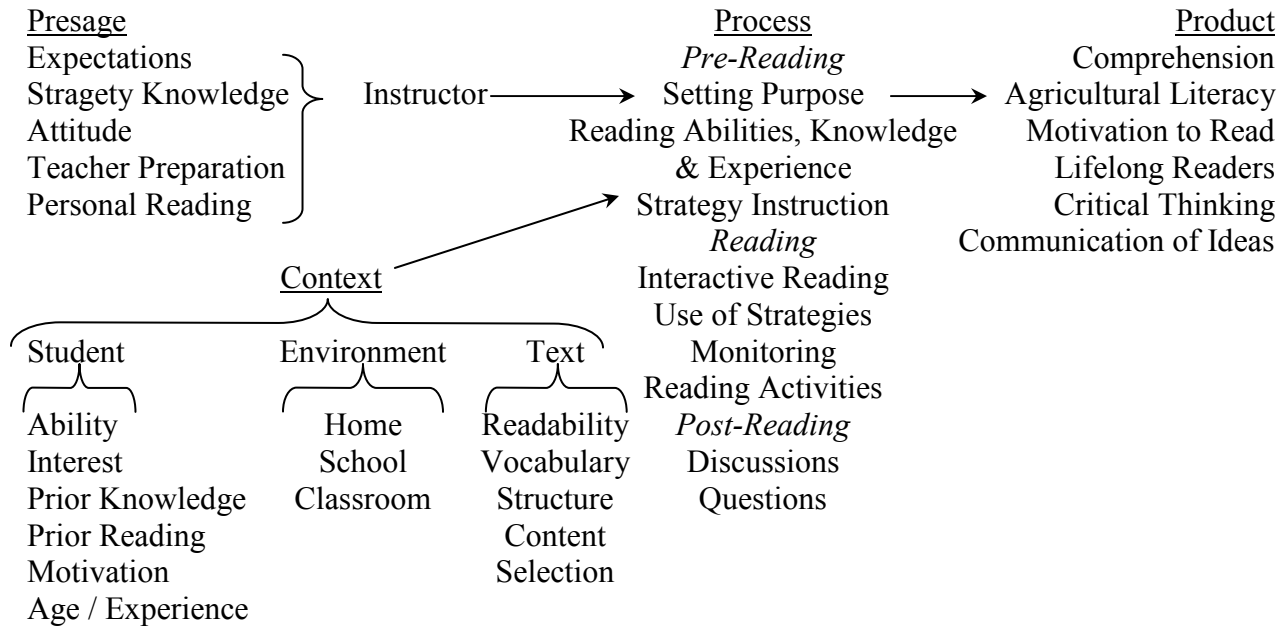 Presage
Expectations
Stragety Knowledge
Attitude
Teacher Preparation
Personal Reading
Instructor
Context
Student
Ability
Interest
Prior Knowledge
Prior Reading
Motivation
Age / Experience
Environment
Home
School
Classroom
Text
Readability
Vocabulary
Structure
Content
Selection
Process
Pre-Reading
Setting Purpose
Reading Abilities, Knowledge
& Experience
Strategy Instruction
Reading
Interactive Reading
Use of Strategies
Monitoring
Reading Activities
Post-Reading
Discussions
Questions
Product
Comprehension
Agricultural Literacy
Motivation to Read
Lifelong Readers
Critical Thinking
Communication of Ideas